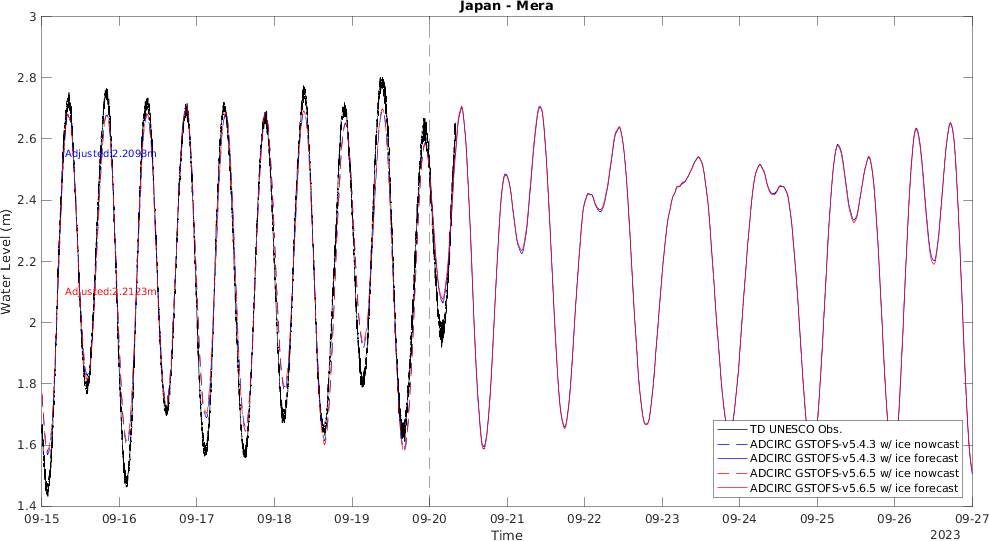 Japan - Mera
3
2.8
2.6
2.4
2.2
2
1.8
1.6
1.4
Water Level (m)
Adjusted:2.2093m
Adjusted:2.2123m
TD UNESCO Obs.
ADCIRC GSTOFS-v5.4.3 w/ ice nowcast
ADCIRC GSTOFS-v5.4.3 w/ ice forecast
ADCIRC GSTOFS-v5.6.5 w/ ice nowcast
ADCIRC GSTOFS-v5.6.5 w/ ice forecast
09-15 09-16 09-17 09-18 09-19 09-20 09-21 09-22 09-23 09-24 09-25 09-26 09-27
Time
2023